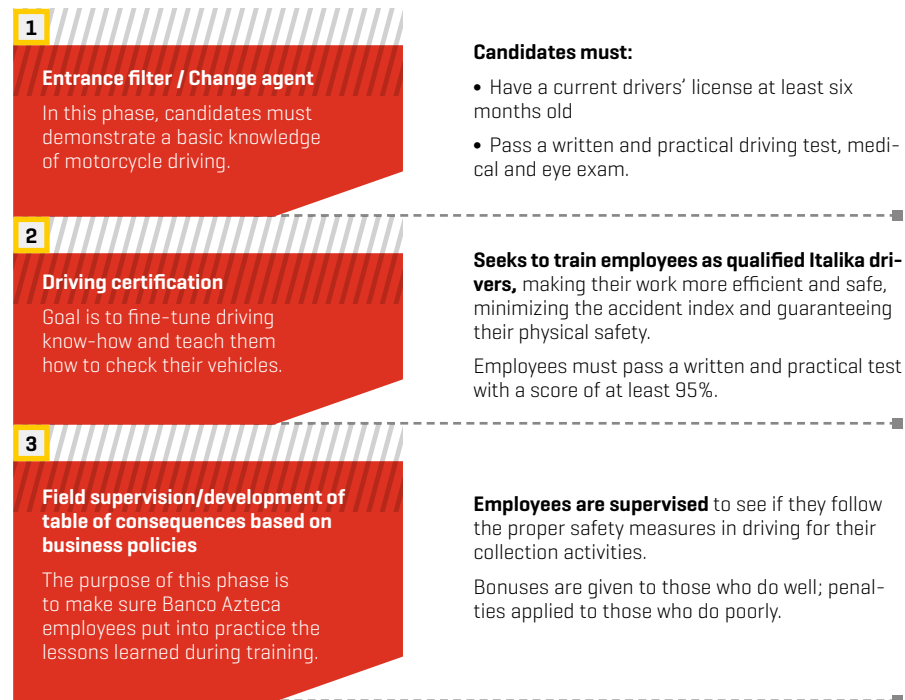 1
Entrance filter / Change agent
In this phase, candidates must
demonstrate a basic knowledge
of motorcycle driving.
Candidates must:
• Have a current drivers’ license at least six
months old
• Pass a written and practical driving test, medi-
cal and eye exam.
2
Driving certification
Goal is to fine-tune driving
know-how and teach them
how to check their vehicles.
Seeks to train employees as qualified Italika dri-
vers, making their work more efficient and safe,
minimizing the accident index and guaranteeing
their physical safety.
Employees must pass a written and practical test
with a score of at least 95%.
3
Field supervision/development of
table of consequences based on
business policies
The purpose of this phase is
to make sure Banco Azteca
employees put into practice the
lessons learned during training.
Employees are supervised to see if they follow
the proper safety measures in driving for their
collection activities.
Bonuses are given to those who do well; penal-
ties applied to those who do poorly.